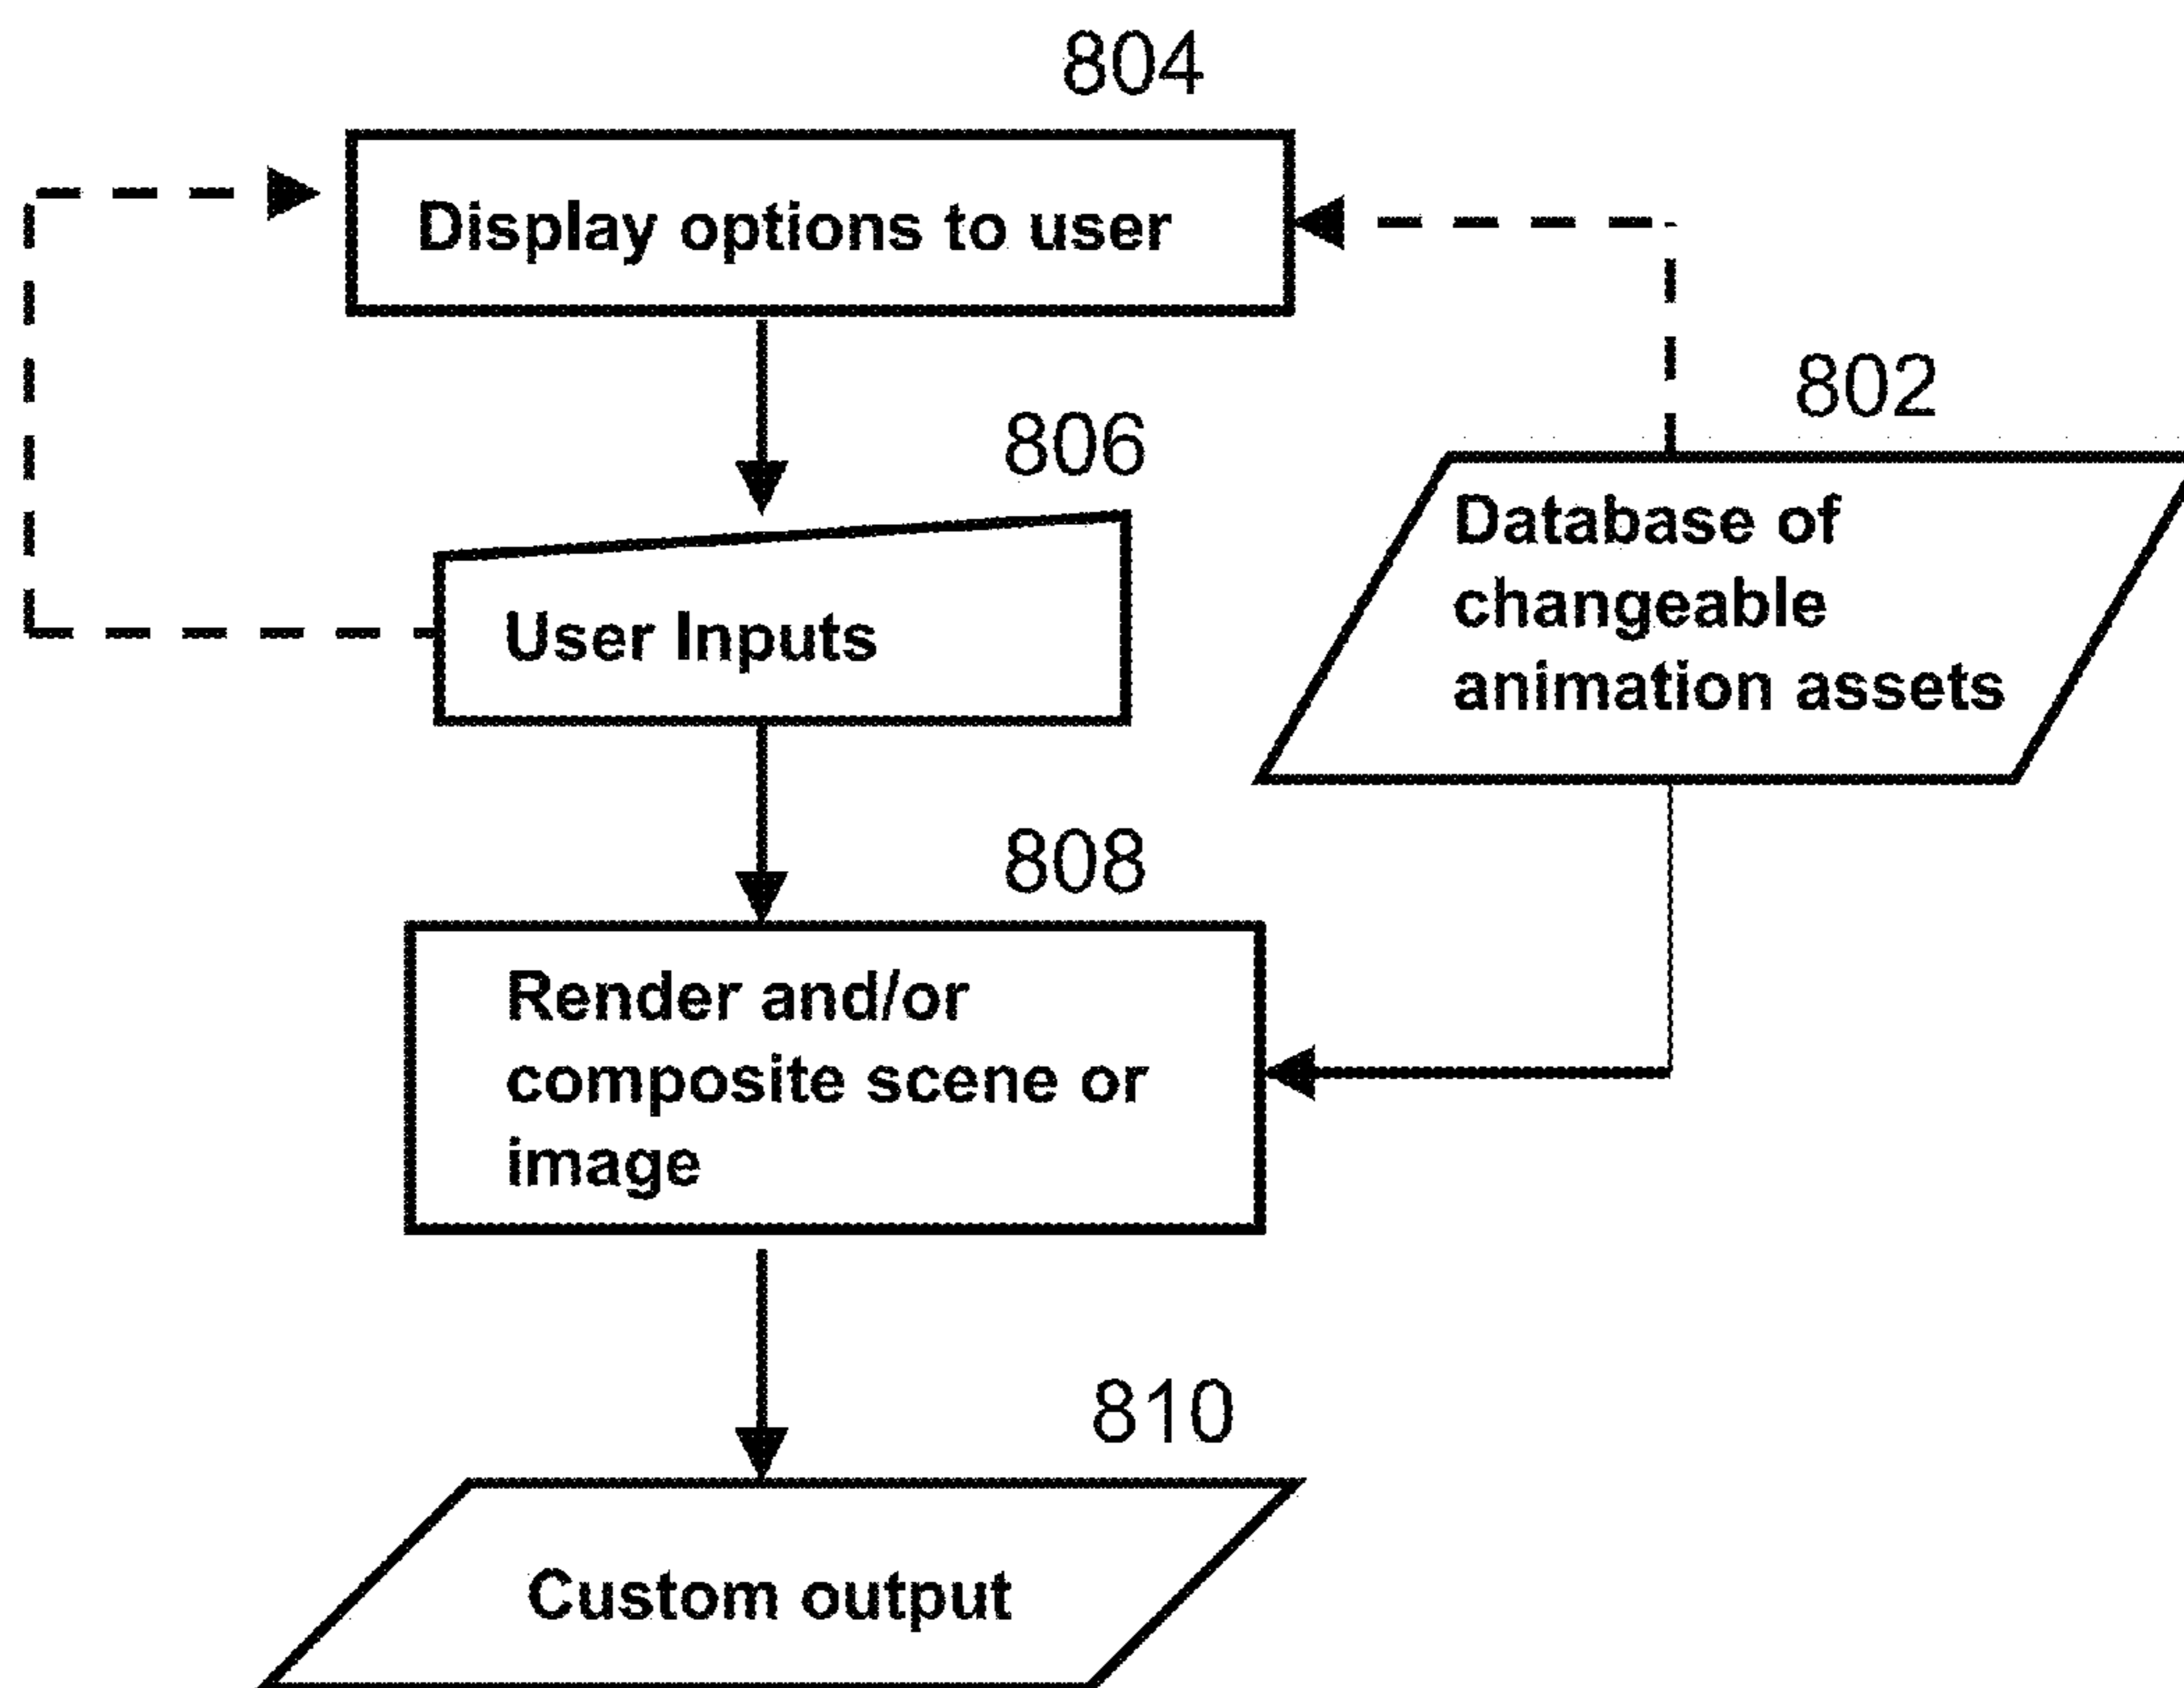 804
Display options to user
802
806
Database of
changeable
animation assets
User Inputs
808
Render and/or
composite scene or
image
810
Custom output